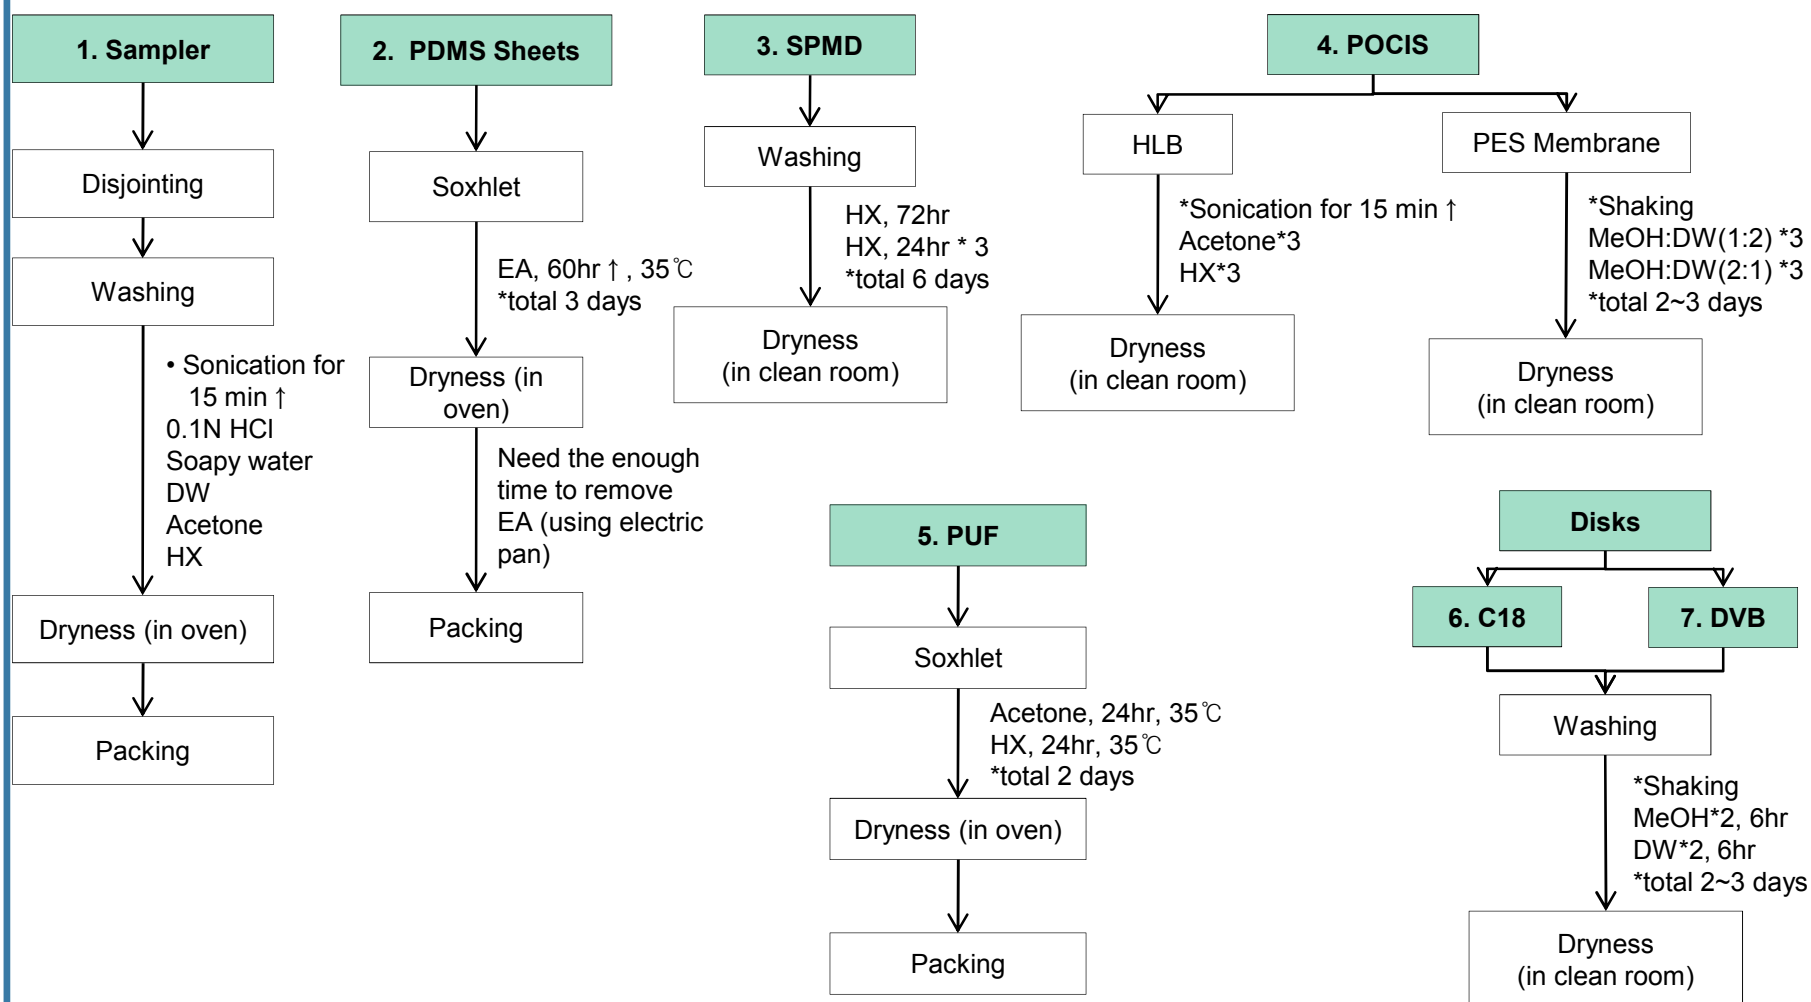 1. Sampler
Disjointing
Washing
• Sonication for
15 min ↑
0.1N HCl
Soapy water
DW
Acetone
HX
Dryness (in oven)
Packing
2. PDMS Sheets
Soxhlet
EA, 60hr ↑ , 35℃
*total 3 days
Dryness (in
oven)
Need the enough
time to remove
EA (using electric
pan)
Packing
3. SPMD
Washing
HX, 72hr
HX, 24hr * 3
*total 6 days
Dryness
(in clean room)
4. POCIS
HLB
*Sonication for 15 min ↑
Acetone*3
HX*3
Dryness
(in clean room)
PES Membrane
*Shaking
MeOH:DW(1:2) *3
MeOH:DW(2:1) *3
*total 2~3 days
Dryness
(in clean room)
5. PUF
Soxhlet
Acetone, 24hr, 35℃
HX, 24hr, 35℃
*total 2 days
Dryness (in oven)
Packing
Disks
6. C18
7. DVB
Washing
*Shaking
MeOH*2, 6hr
DW*2, 6hr
*total 2~3 days
Dryness
(in clean room)